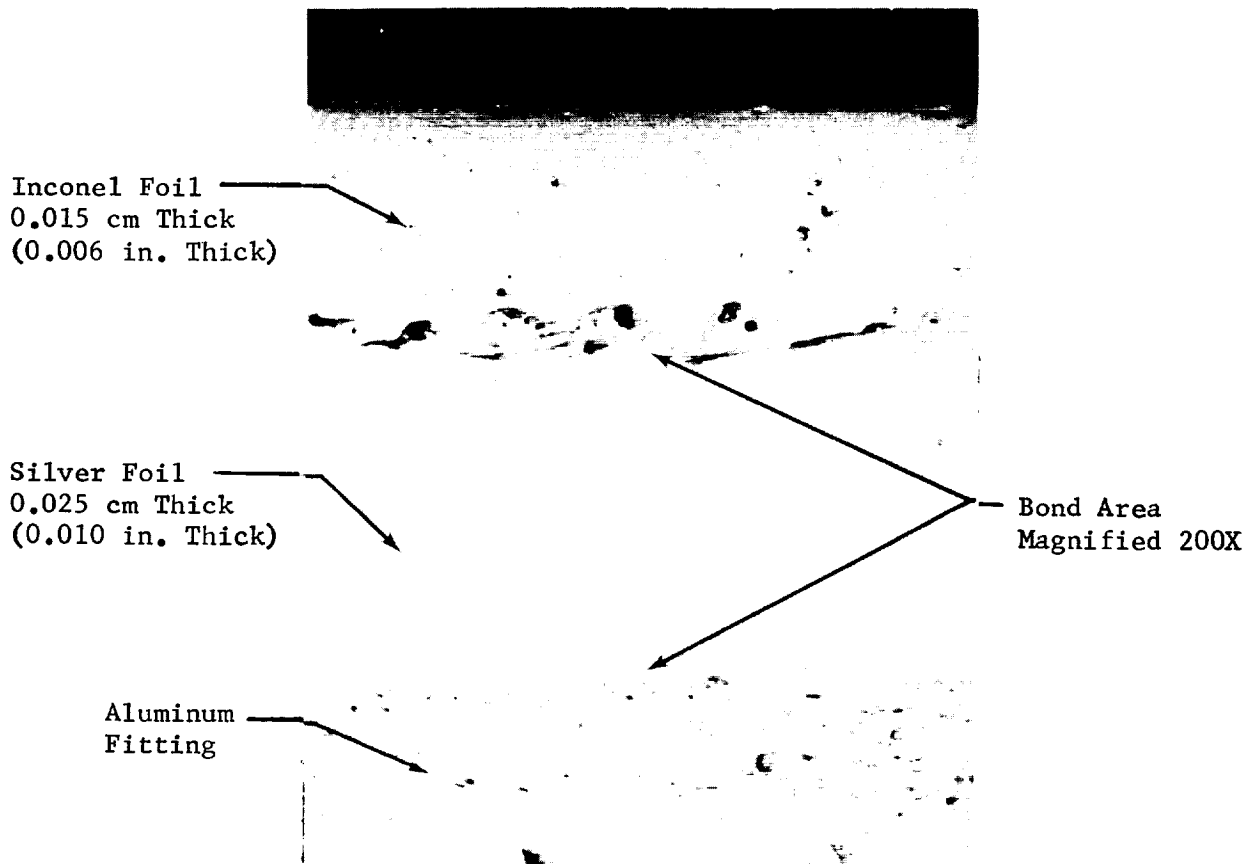 Inconel Foil
0.015 cm Thick
(0.006 in. Thick)
Silver Foil
0.025 cm Thick
(0.010 in. Thick)
Bond Area
Magnified 200X
Aluminum
Fitting